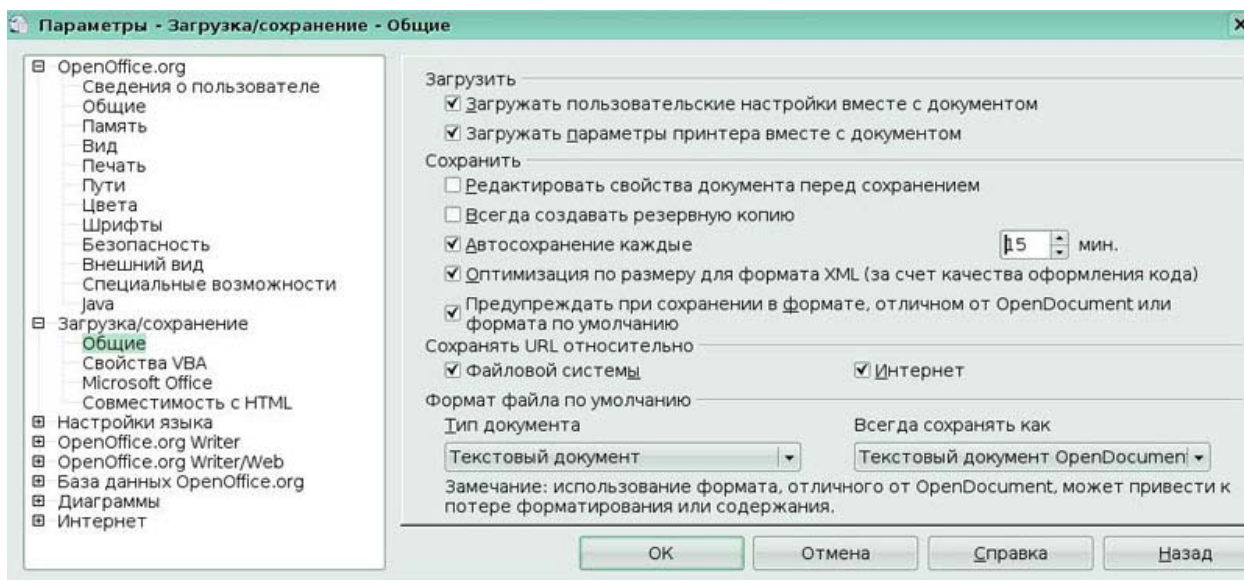 Параметры - Загрузка/сохранение - Общие
OpenOffice.org
Сведения о пользователе
Общие
Память
Вид
Печать
Пути
Цвета
Шрифты
Безопасность
Внешний вид
Специальные возможности
Java
Загрузка/сохранение
Общие
Свойства VBA
Microsoft Office
Совместимость с HTML
Настройки языка
OpenOffice.org Writer
OpenOffice.org Writer/Web
База данных OpenOffice.org
Диаграммы
Интернет
Загрузить
Загружать пользовательские настройки вместе с документом
Загружать параметры принтера вместе с документом
Сохранить
Редактировать свойства документа перед сохранением
Всегда создавать резервную копию
Автосохранение каждые 15 мин.
Оптимизация по размеру для формата XML (за счет качества оформления кода)
Предупреждать при сохранении в формате, отличном от OpenDocument или
формата по умолчанию
Сохранять URL относительно
Файловой системы Интернет
Формат файла по умолчанию
Тип документа Всегда сохранять как
Текстовый документ Текстовый документ OpenDocumen
Замечание: использование формата, отличного от OpenDocument, может привести к
потере форматирования или содержания.
OK Отмена Справка Назад